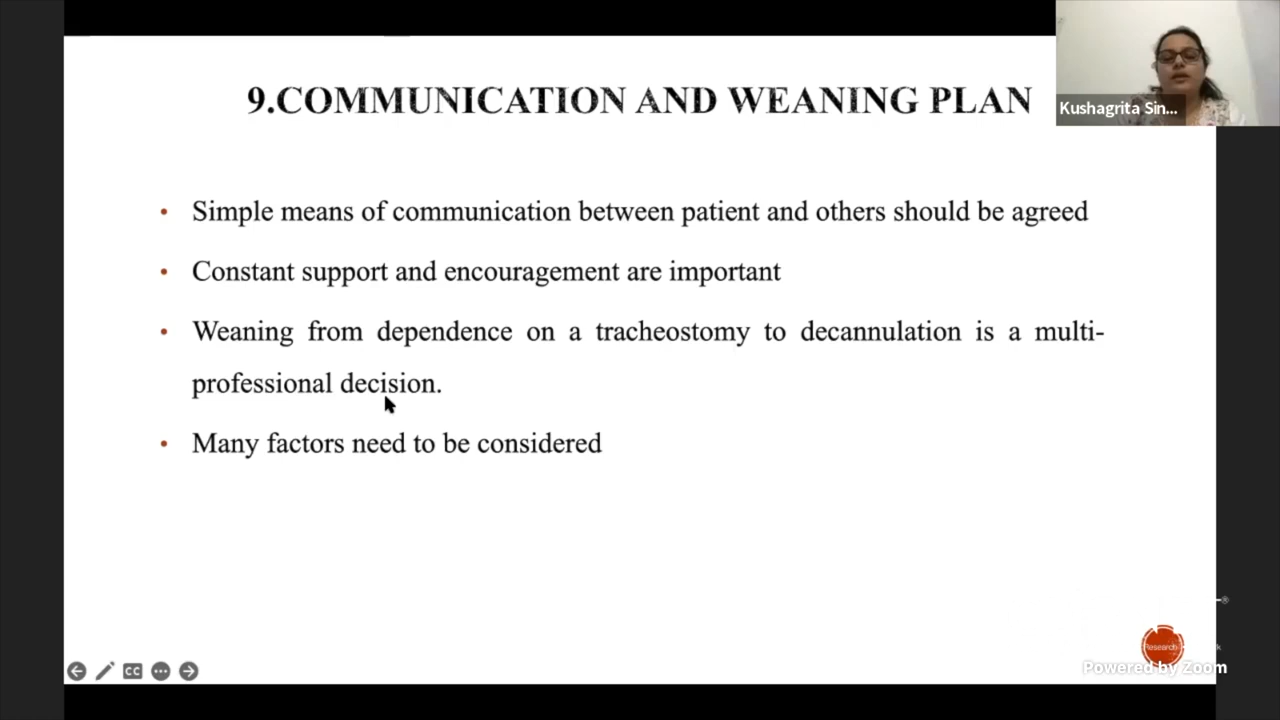 9.COMMUNICATION AND WEANING PLAN
Kushagrita Sin...
• Simple means of communication between patient and others should be agreed
• Constant support and encouragement are important
• Weaning from dependence on a tracheostomy to decannulation is a multi-
professional decision.
• Many factors need to be considered
CC
Research
Powered by Zoom